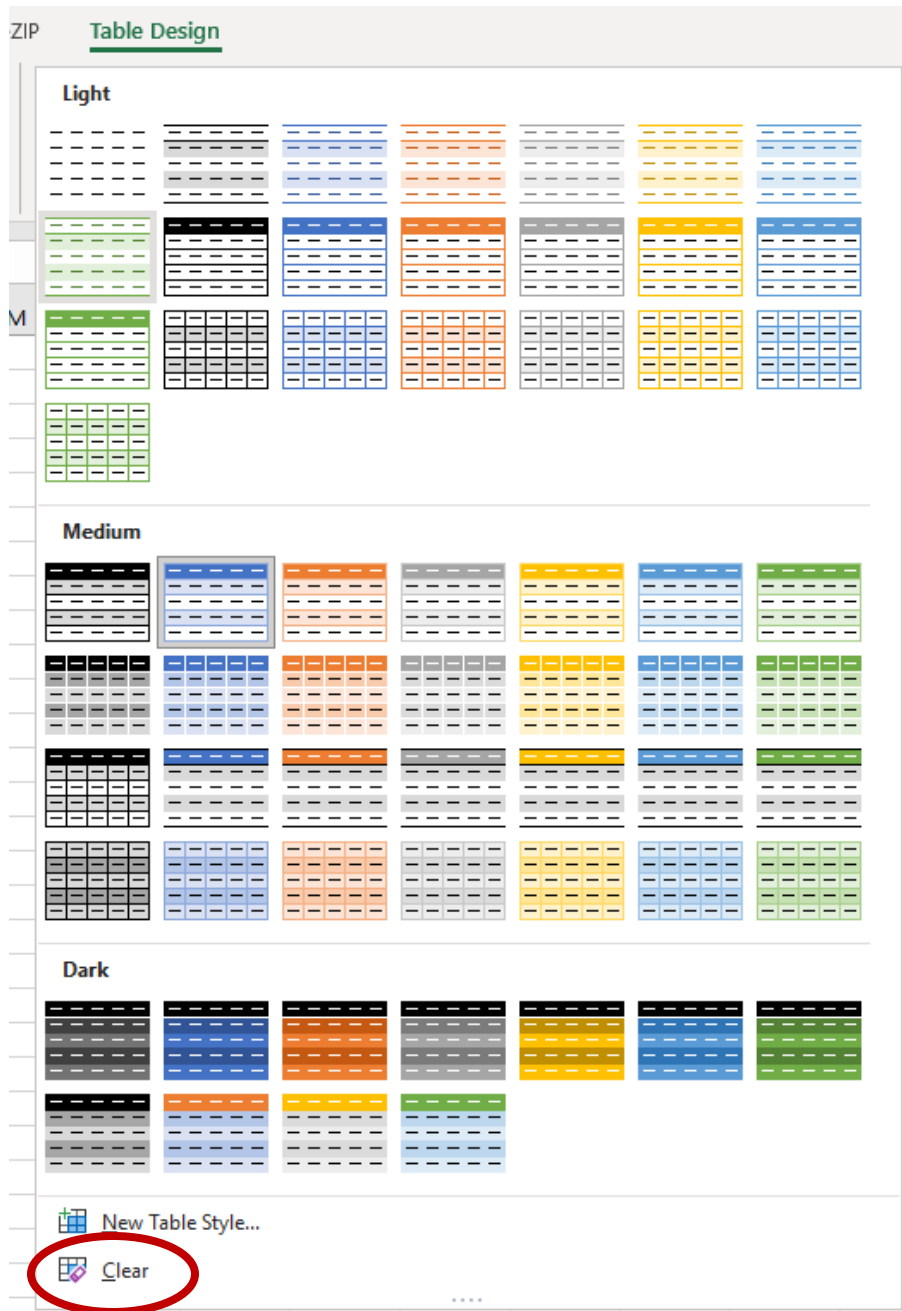 ZIP Table Design
Light
M
Medium
Dark
New Table Style...
Clear